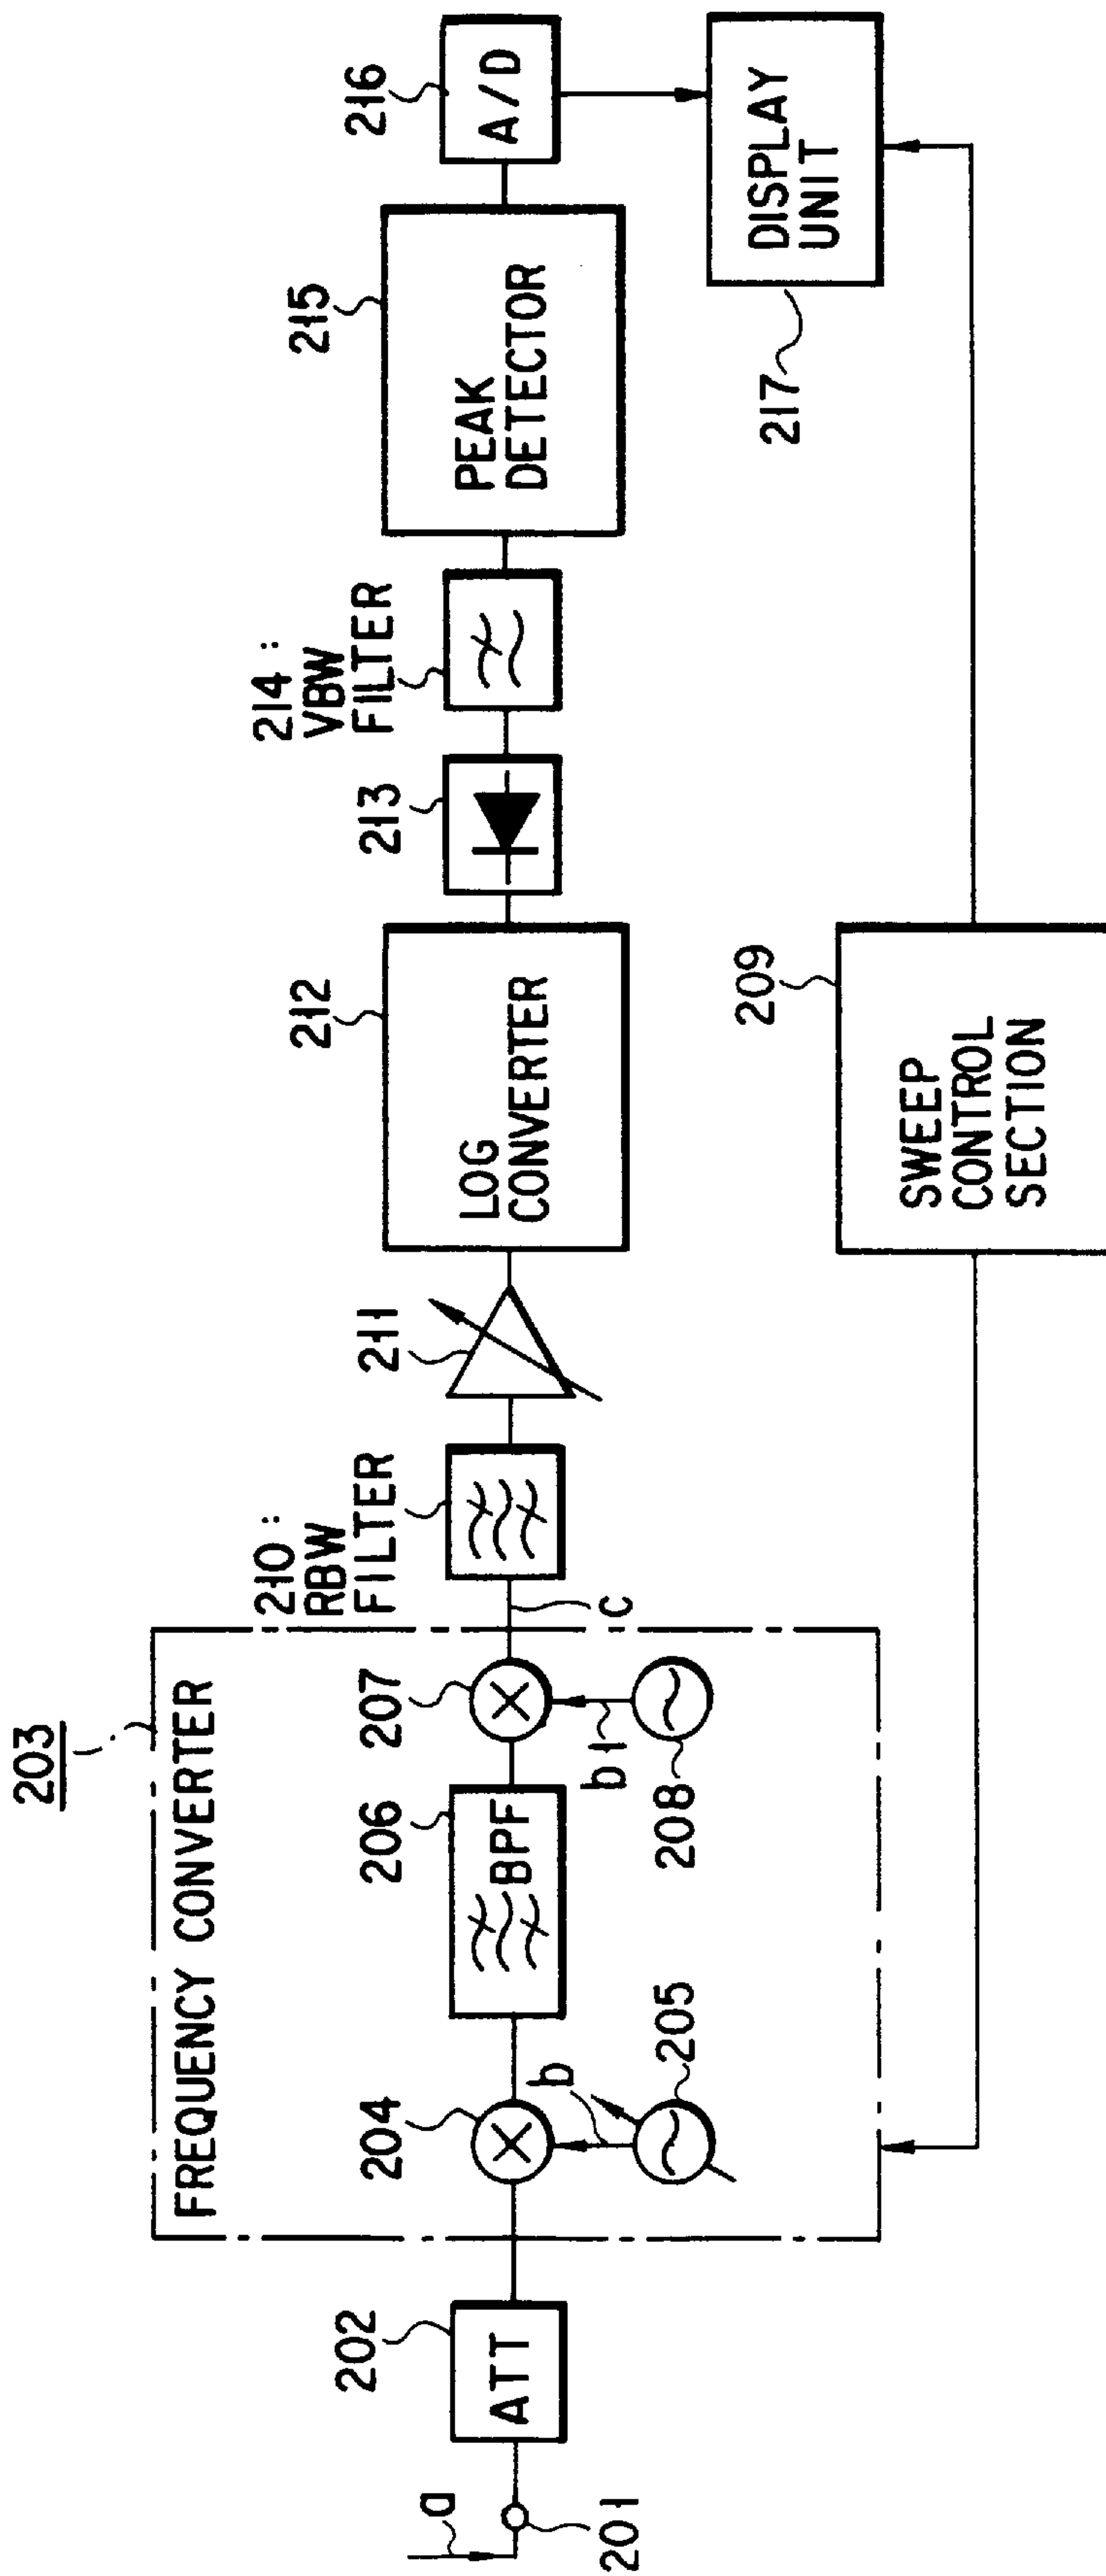 203
FREQUENCY CONVERTER
210 :
RBW
FILTER
214 :
VBW
FILTER
202
204
206
207
211
212
213
215
216
a
ATT
BPF
c
LOG
CONVERTER
PEAK
DETECTOR
A/D
201
b
205
b1
208
217
DISPLAY
UNIT
209
SWEEP
CONTROL
SECTION